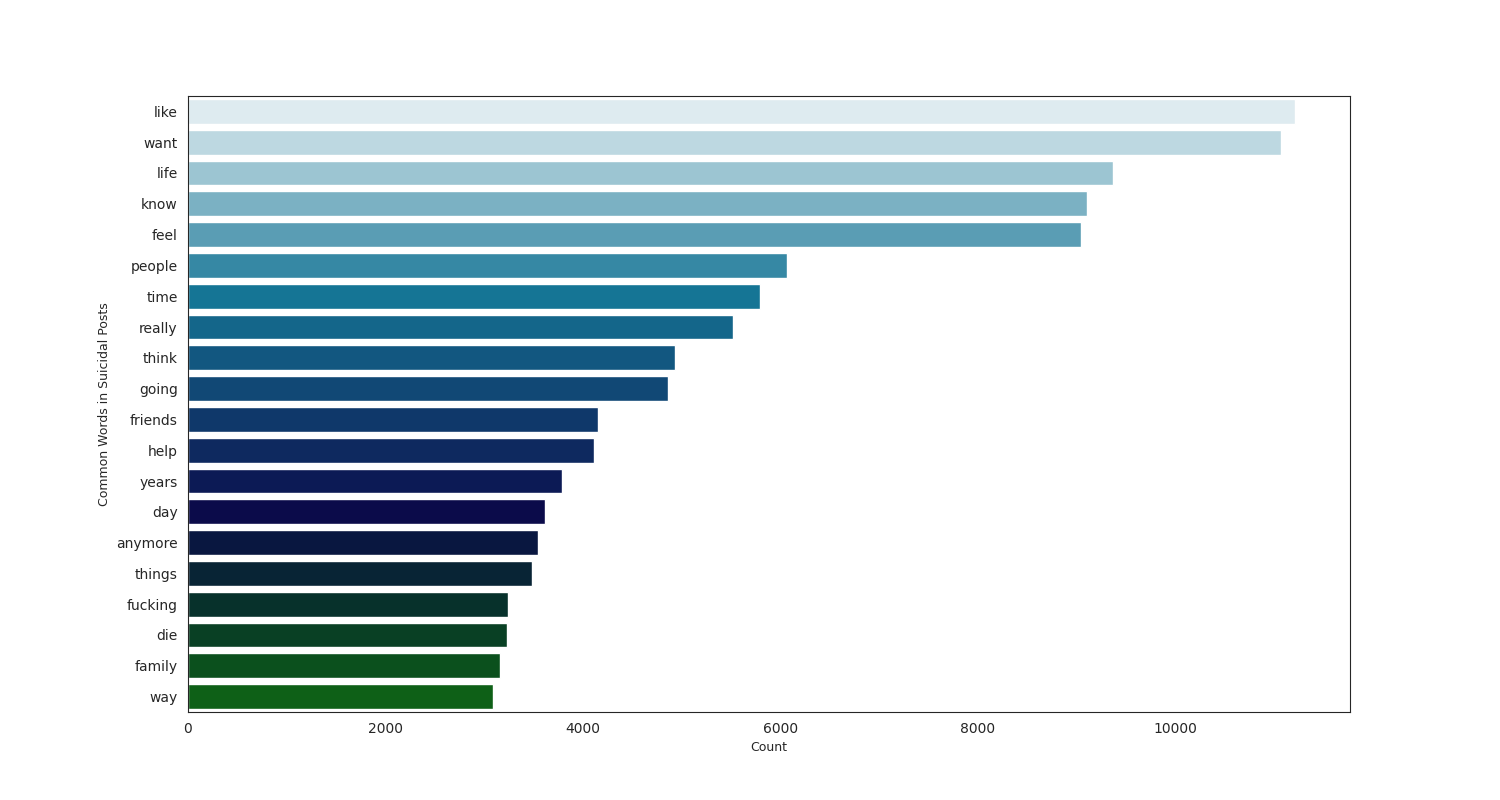 like
want
life
know
feel
people
time
really
think
going
friends
help
years
day
anymore
things
fucking
die
family
way
Common Words in Suicidal Posts
0 2000 4000 6000 8000 10000
Count